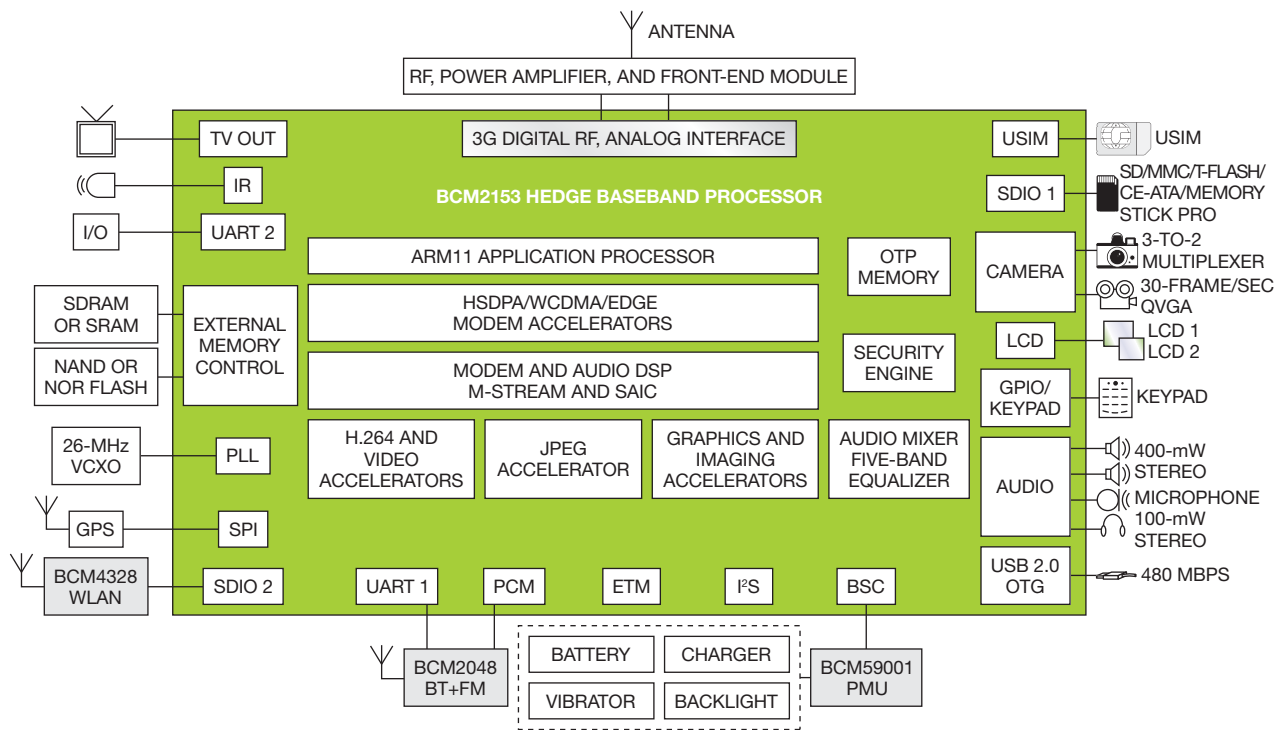 ANTENNA
RF, POWER AMPLIFIER, AND FRONT-END MODULE
3G DIGITAL RF, ANALOG INTERFACE
BCM2153 HEDGE BASEBAND PROCESSOR
TV OUT
IR
I/O
UART 2
SDRAM
OR SRAM
NAND OR
NOR FLASH
EXTERNAL
MEMORY
CONTROL
26-MHz
VCXO
PLL
GPS
SPI
BCM4328
WLAN
SDIO 2
ARM11 APPLICATION PROCESSOR
HSDPA/WCDMA/EDGE
MODEM ACCELERATORS
MODEM AND AUDIO DSP
M-STREAM AND SAIC
H.264 AND
VIDEO
ACCELERATORS
JPEG
ACCELERATOR
GRAPHICS AND
IMAGING
ACCELERATORS
AUDIO MIXER
FIVE-BAND
EQUALIZER
OTP
MEMORY
SECURITY
ENGINE
USIM
USIM
SDIO 1
SD/MMC/T-FLASH/
CE-ATA/MEMORY
STICK PRO
CAMERA
3-TO-2
MULTIPLEXER
30-FRAME/SEC
QVGA
LCD
LCD 1
LCD 2
GPIO/
KEYPAD
KEYPAD
AUDIO
400-mW
STEREO
MICROPHONE
100-mW
STEREO
USB 2.0
OTG
480 MBPS
UART 1
PCM
ETM
I²S
BSC
BCM2048
BT+FM
BATTERY
CHARGER
VIBRATOR
BACKLIGHT
BCM59001
PMU